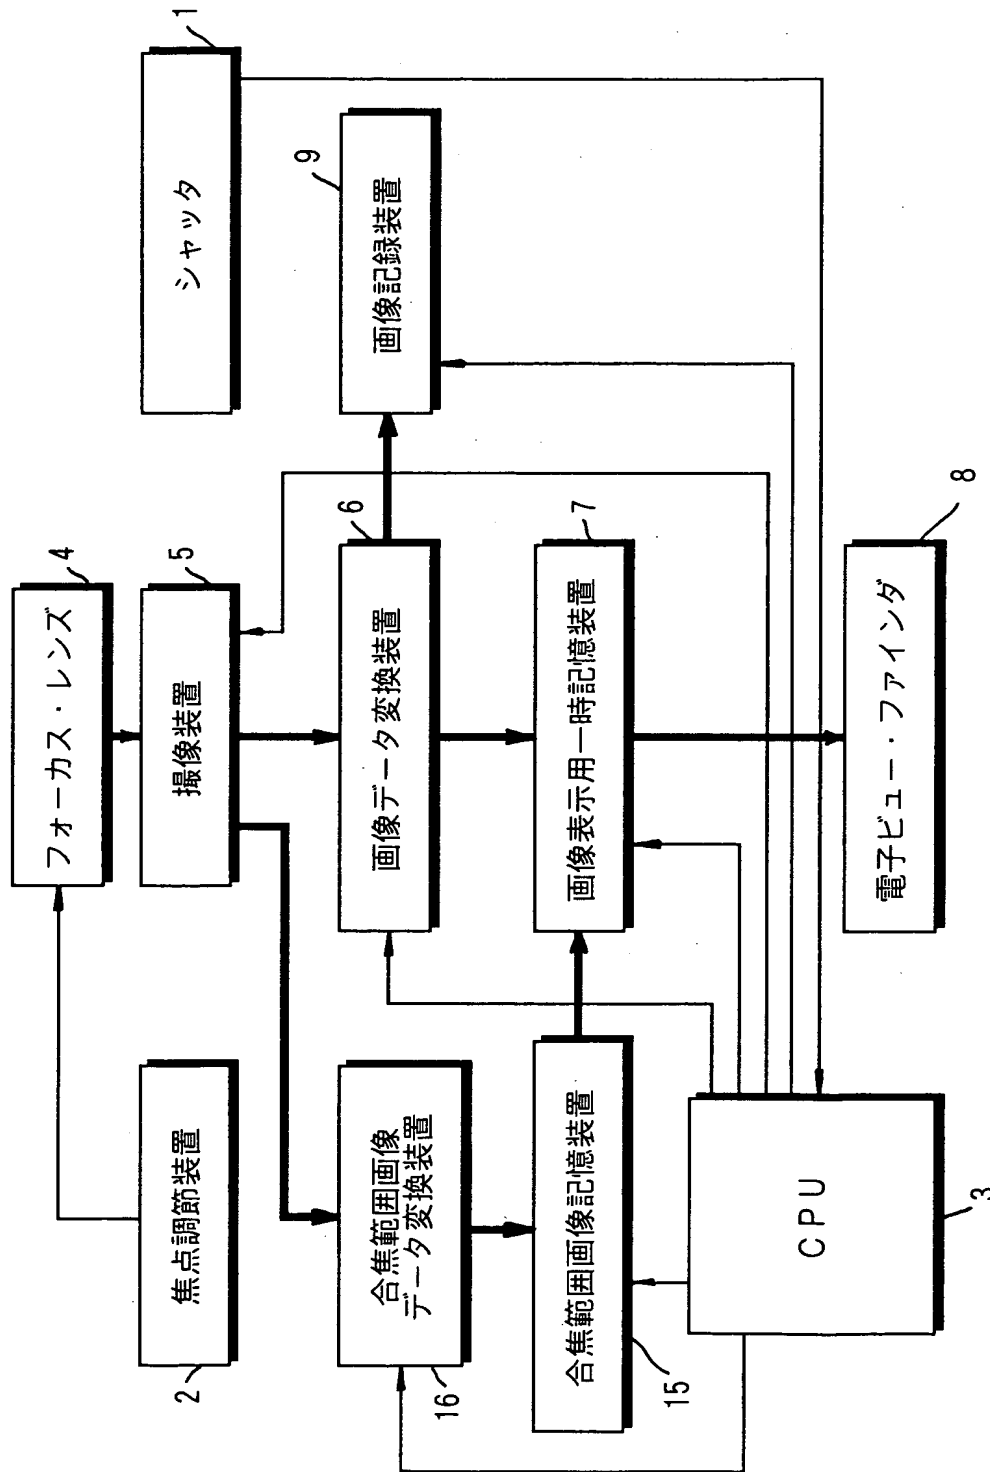 シャッタ
1
焦点調節装置
2
フォーカス・レンズ
4
撮像装置
5
画像記録装置
9
画像データ変換装置
6
合焦範囲画像
データ変換装置
16
画像表示用一時記憶装置
7
合焦範囲画像記憶装置
15
電子ビュー・ファインダ
8
CPU
3